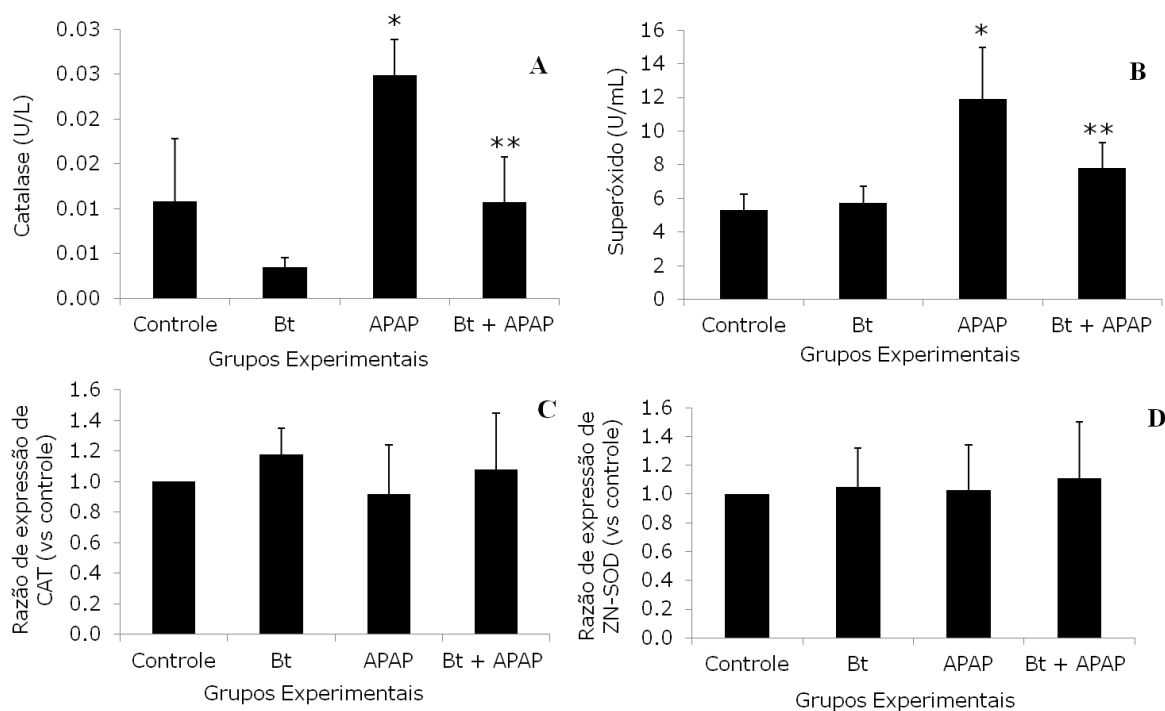 A
Catalase (U/L)
0.03
0.03
0.02
0.02
0.01
0.01
0.00
*
**
Controle Bt APAP Bt + APAP
Grupos Experimentais
B
Superóxido (U/mL)
16
14
12
10
8
6
4
2
0
*
**
Controle Bt APAP Bt + APAP
Grupos Experimentais
C
Razão de expressão de
CAT (vs controle)
1.6
1.4
1.2
1.0
0.8
0.6
0.4
0.2
0.0
Controle Bt APAP Bt + APAP
Grupos Experimentais
D
Razão de expressão de
ZN-SOD (vs controle)
1.6
1.4
1.2
1.0
0.8
0.6
0.4
0.2
0.0
Controle Bt APAP Bt + APAP
Grupos Experimentais